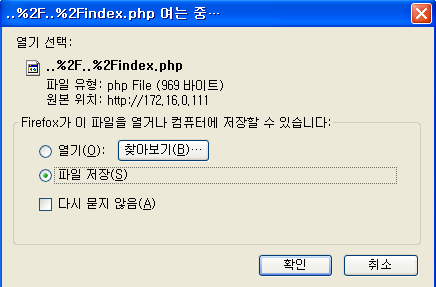 ..%2F..%2Findex.php 여는 중…
열기 선택:
..%2F..%2Findex.php
파일 유형: php File (969 바이트)
원본 위치: http://172.16.0.111
Firefox가 이 파일을 열거나 컴퓨터에 저장할 수 있습니다:
열기(O): 찾아보기(B)…
파일 저장(S)
다시 묻지 않음(A)
확인 취소